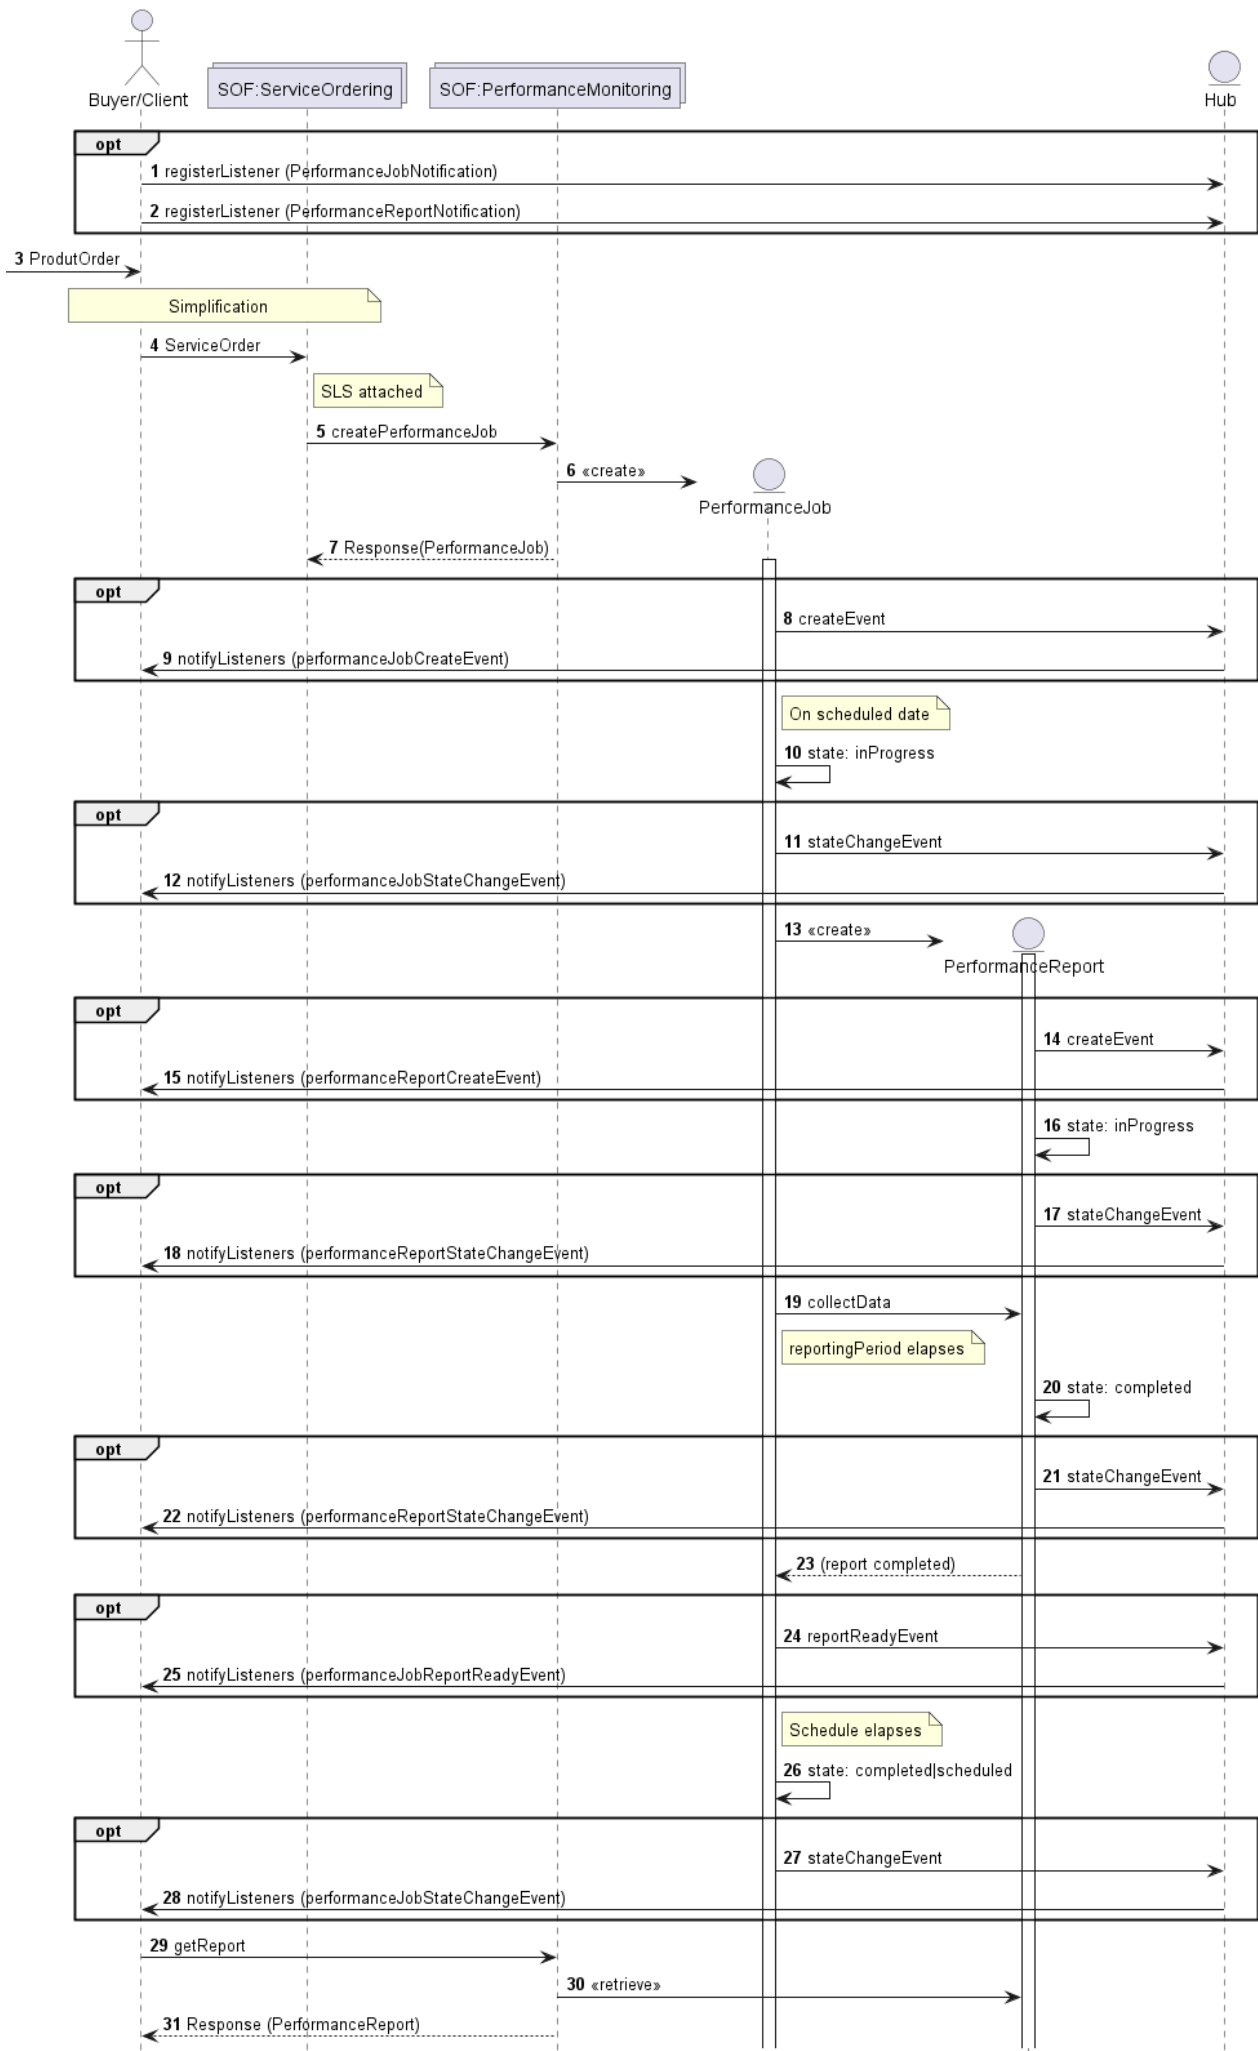 Buyer/Client
SOF:ServiceOrdering
SOF:PerformanceMonitoring
Hub
opt
1 registerListener (PerformanceJobNotification)
2 registerListener (PerformanceReportNotification)
3 ProdutOrder
Simplification
4 ServiceOrder
SLS attached
5 createPerformanceJob
6 «create»
PerformanceJob
7 Response(PerformanceJob)
opt
8 createEvent
9 notifyListeners (performanceJobCreateEvent)
On scheduled date
10 state: inProgress
opt
11 stateChangeEvent
12 notifyListeners (performanceJobStateChangeEvent)
13 «create»
PerformanceReport
opt
14 createEvent
15 notifyListeners (performanceReportCreateEvent)
16 state: inProgress
opt
17 stateChangeEvent
18 notifyListeners (performanceReportStateChangeEvent)
19 collectData
reportingPeriod elapses
20 state: completed
opt
21 stateChangeEvent
22 notifyListeners (performanceReportStateChangeEvent)
23 (report completed)
opt
24 reportReadyEvent
25 notifyListeners (performanceJobReportReadyEvent)
Schedule elapses
26 state: completed|scheduled
opt
27 stateChangeEvent
28 notifyListeners (performanceJobStateChangeEvent)
29 getReport
30 «retrieve»
31 Response (PerformanceReport)